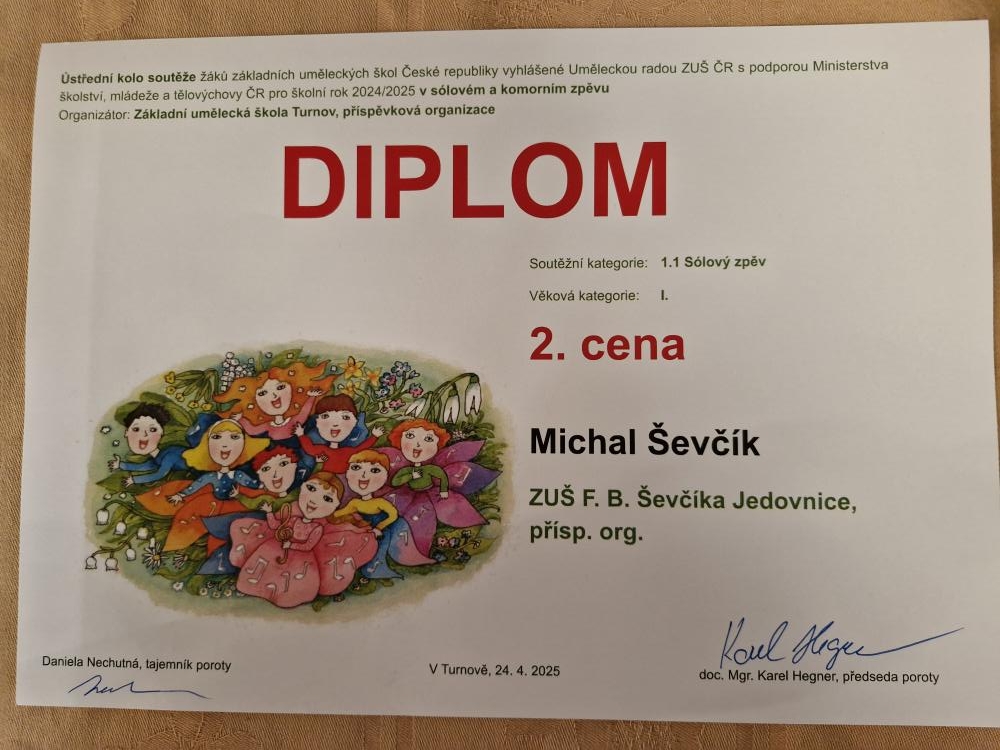 Ústřední kolo soutěže žáků základních uměleckých škol České republiky vyhlášené Uměleckou radou ZUŠ ČR s podporou Ministerstva
školství, mládeže a tělovýchovy ČR pro školní rok 2024/2025 v sólovém a komorním zpěvu
Organizátor: Základní umělecká škola Turnov, příspěvková organizace
DIPLOM
Soutěžní kategorie: 1.1 Sólový zpěv
Věková kategorie: I.
2. cena
Michal Ševčík
ZUŠ F. B. Ševčíka Jedovnice,
přísp. org.
Karel Hegner
Daniela Nechutná, tajemník poroty
V Turnově, 24. 4. 2025
doc. Mgr. Karel Hegner, předseda poroty